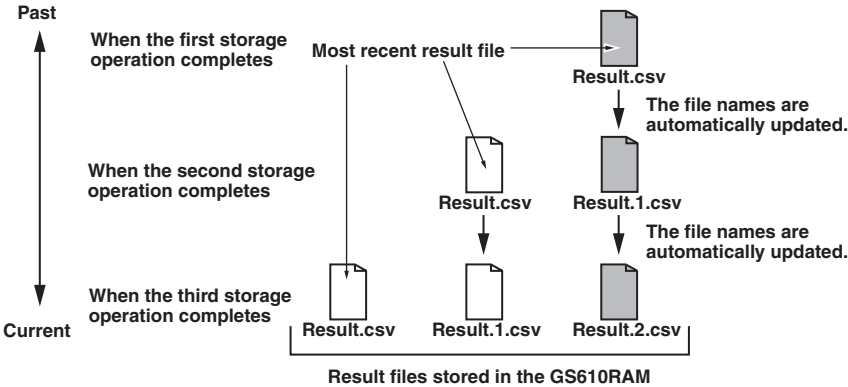 Past
When the first storage
operation completes
Most recent result file
Result.csv
The file names are
automatically updated.
When the second storage
operation completes
Result.csv
Result.1.csv
The file names are
automatically updated.
When the third storage
operation completes
Current
Result.csv
Result.1.csv
Result.2.csv
Result files stored in the GS610RAM